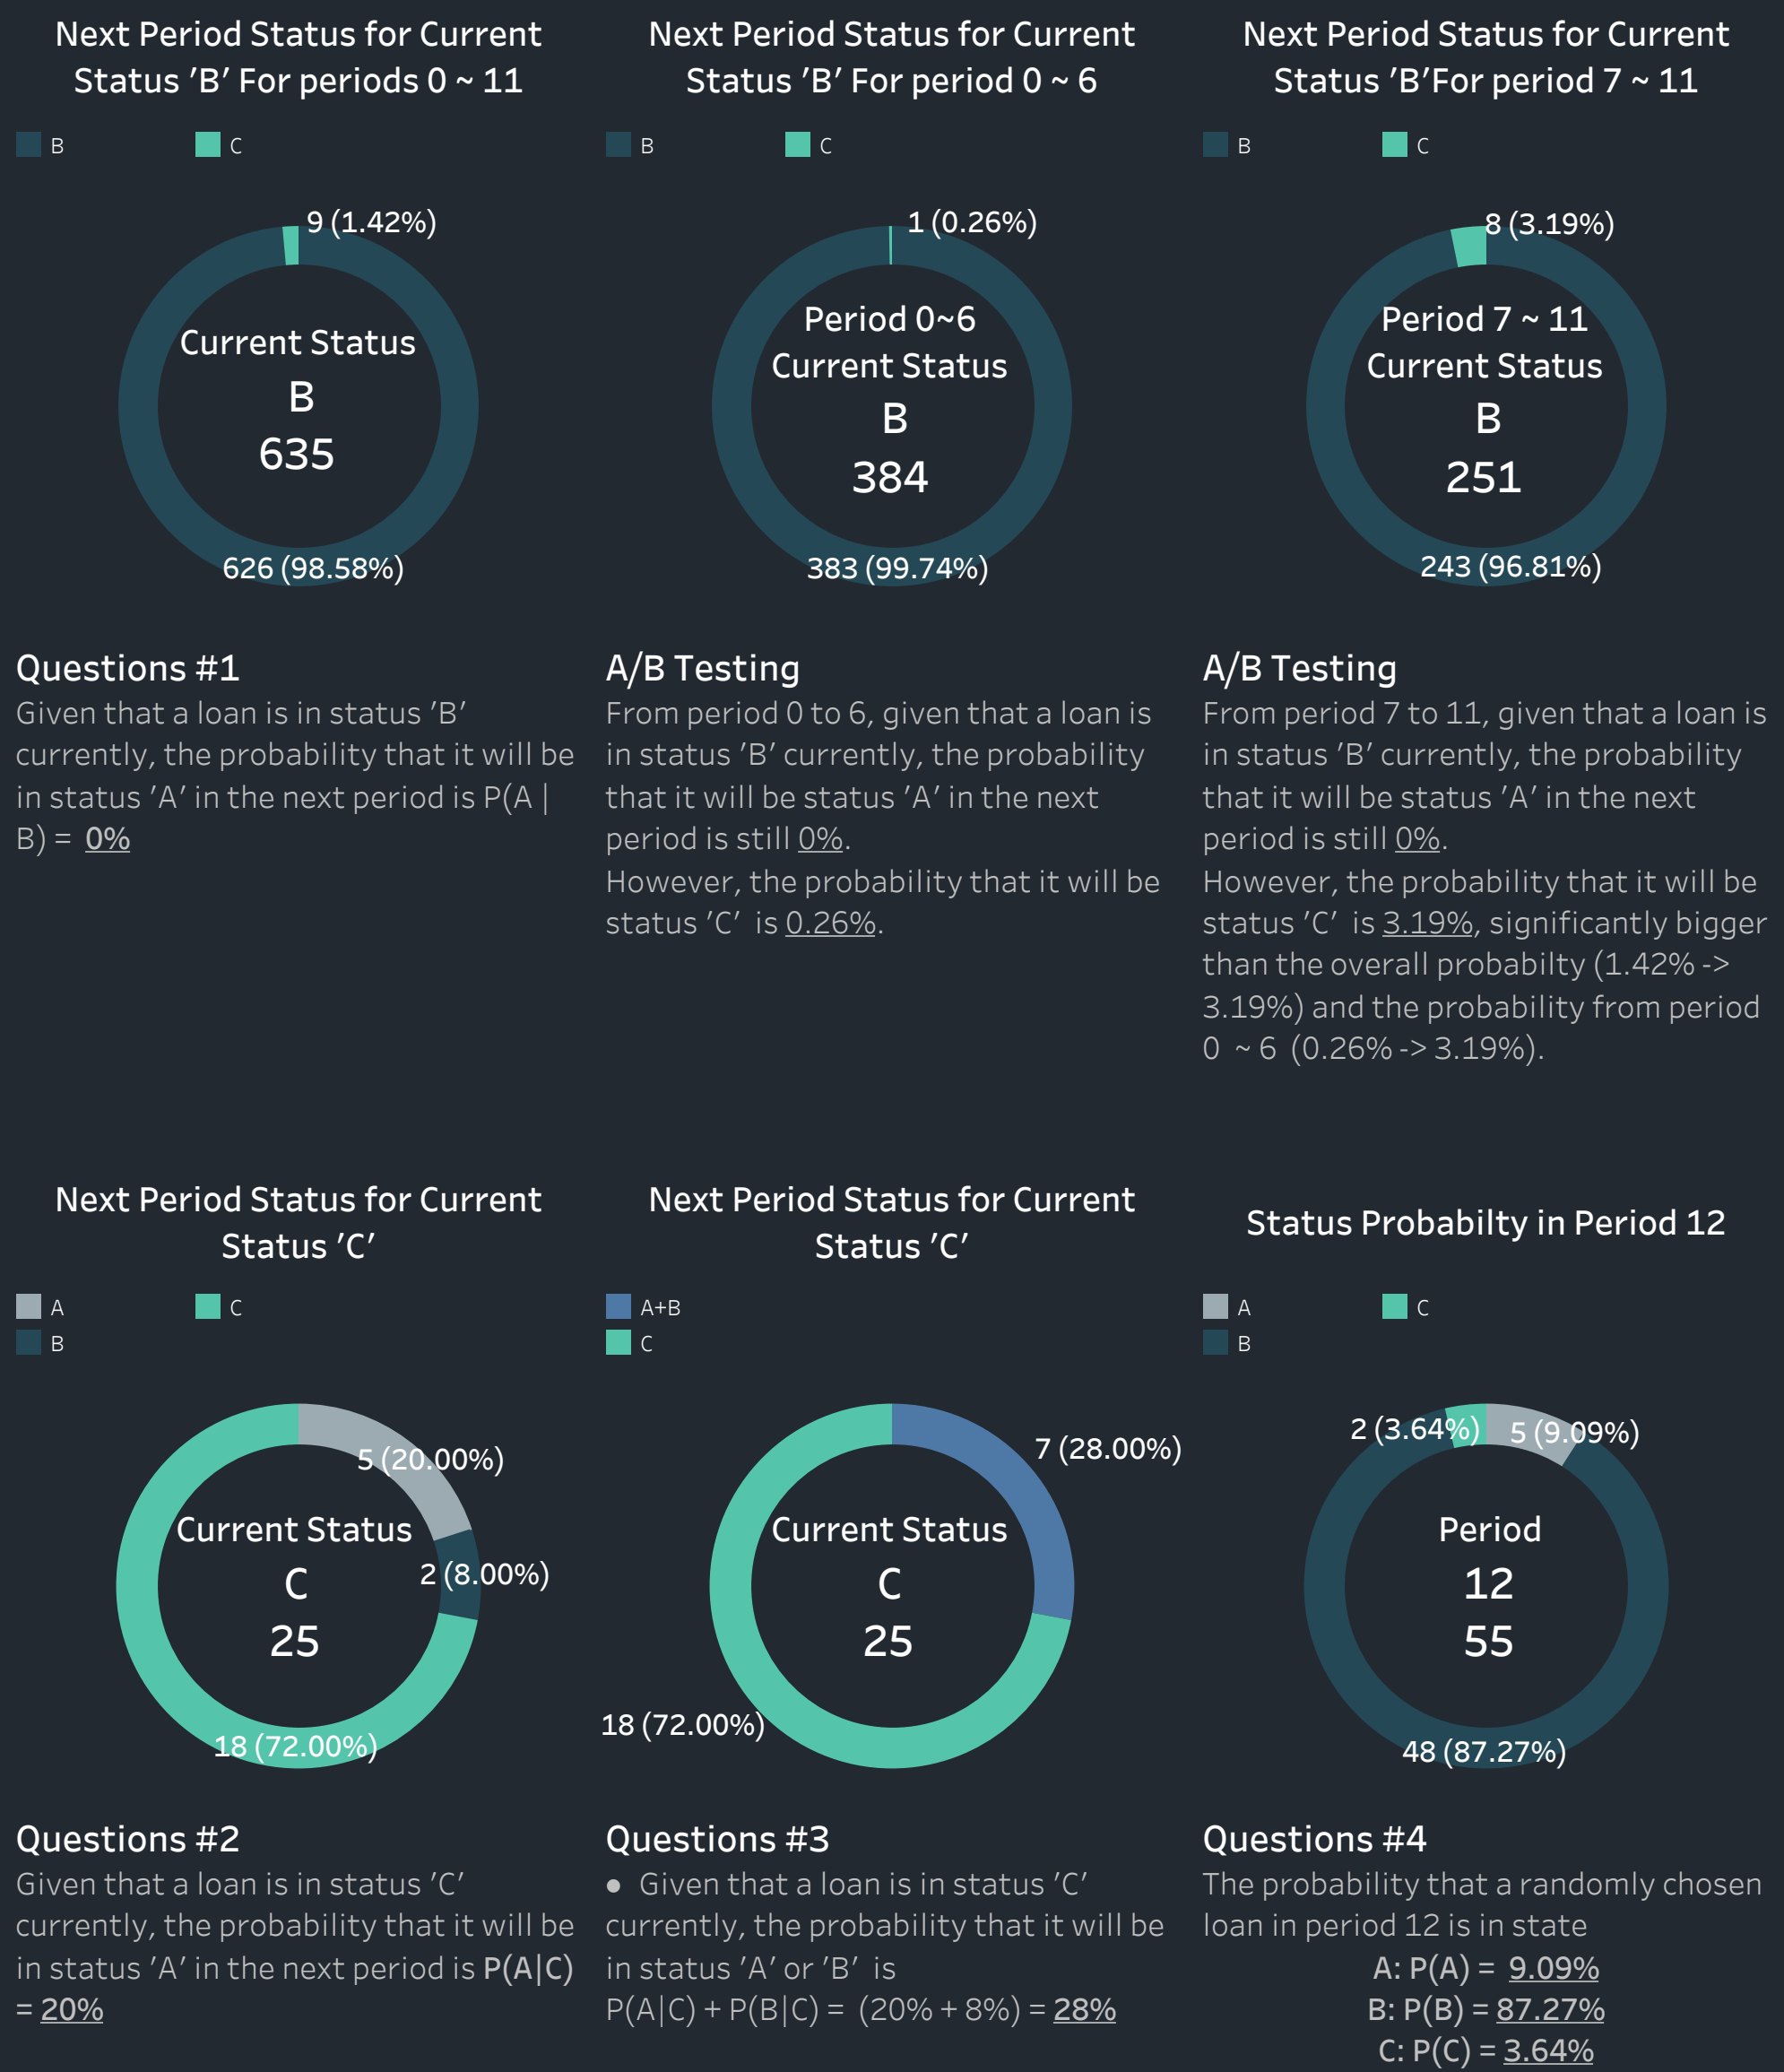 Next Period Status for Current
Status 'B' For periods 0 ~ 11
B
C
9 (1.42%)
Current Status
B
635
626 (98.58%)
Questions #1
Given that a loan is in status 'B'
currently, the probability that it will be
in status 'A' in the next period is P(A |
B) = 0%
Next Period Status for Current
Status 'B' For period 0 ~ 6
B
C
1 (0.26%)
Period 0~6
Current Status
B
384
383 (99.74%)
A/B Testing
From period 0 to 6, given that a loan is
in status 'B' currently, the probability
that it will be status 'A' in the next
period is still 0%.
However, the probability that it will be
status 'C' is 0.26%.
Next Period Status for Current
Status 'B'For period 7 ~ 11
B
C
8 (3.19%)
Period 7 ~ 11
Current Status
B
251
243 (96.81%)
A/B Testing
From period 7 to 11, given that a loan is
in status 'B' currently, the probability
that it will be status 'A' in the next
period is still 0%.
However, the probability that it will be
status 'C' is 3.19%, significantly bigger
than the overall probabilty (1.42% ->
3.19%) and the probability from period
0 ~ 6 (0.26% -> 3.19%).
Next Period Status for Current
Status 'C'
A
C
B
5 (20.00%)
Current Status
C
25
2 (8.00%)
18 (72.00%)
Questions #2
Given that a loan is in status 'C'
currently, the probability that it will be
in status 'A' in the next period is P(A|C)
= 20%
Next Period Status for Current
Status 'C'
A+B
C
7 (28.00%)
Current Status
C
25
18 (72.00%)
Questions #3
● Given that a loan is in status 'C'
currently, the probability that it will be
in status 'A' or 'B' is
P(A|C) + P(B|C) = (20% + 8%) = 28%
Status Probabilty in Period 12
A
C
B
2 (3.64%)
5 (9.09%)
Period
12
55
48 (87.27%)
Questions #4
The probability that a randomly chosen
loan in period 12 is in state
A: P(A) = 9.09%
B: P(B) = 87.27%
C: P(C) = 3.64%